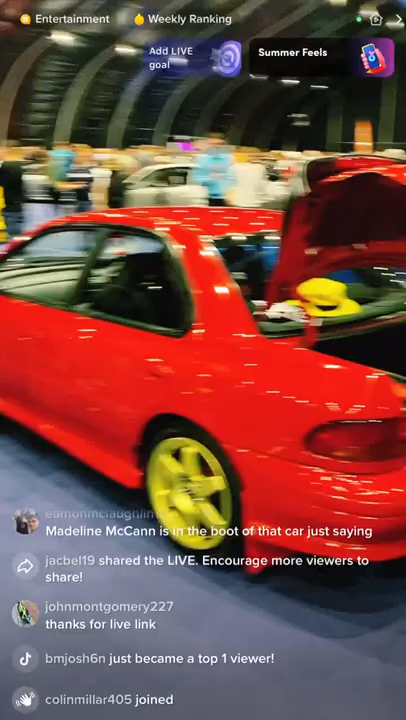 Entertainment
Weekly Ranking
Add LIVE
goal
Summer Feels
eamonmclaughlin
Madeline McCann is in the boot of that car just saying
jacbel19 shared the LIVE. Encourage more viewers to
share!
johnmontgomery227
thanks for live link
bmjosh6n just became a top 1 viewer!
colinmillar405 joined